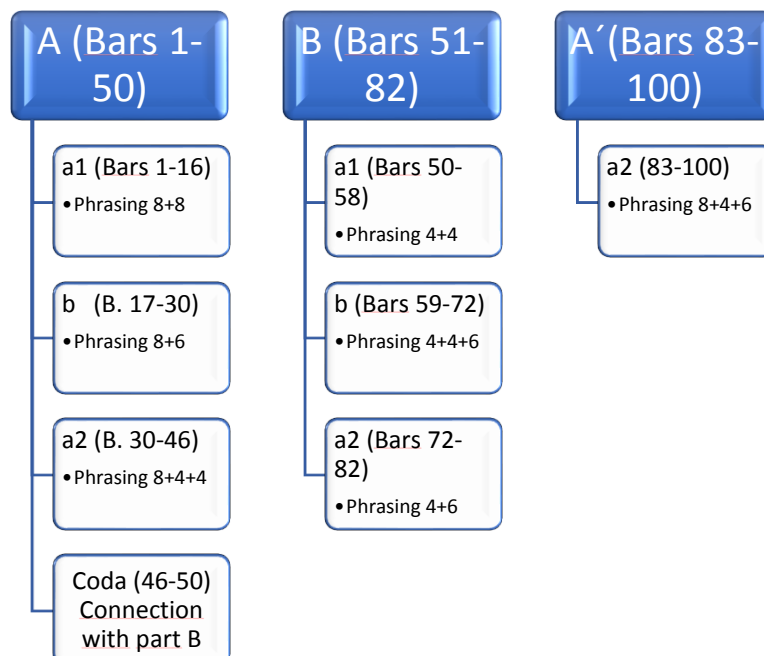 A (Bars 1-
50)
a1 (Bars 1-16)
•Phrasing 8+8
b   (B. 17-30)
•Phrasing 8+6
a2 (B. 30-46)
•Phrasing 8+4+4
Coda (46-50)
Connection
with part B
B (Bars 51-
82)
a1 (Bars 50-
58)
•Phrasing 4+4
b (Bars 59-72)
•Phrasing 4+4+6
a2 (Bars 72-
82)
•Phrasing 4+6
A´(Bars 83-
100)
a2 (83-100)
•Phrasing 8+4+6